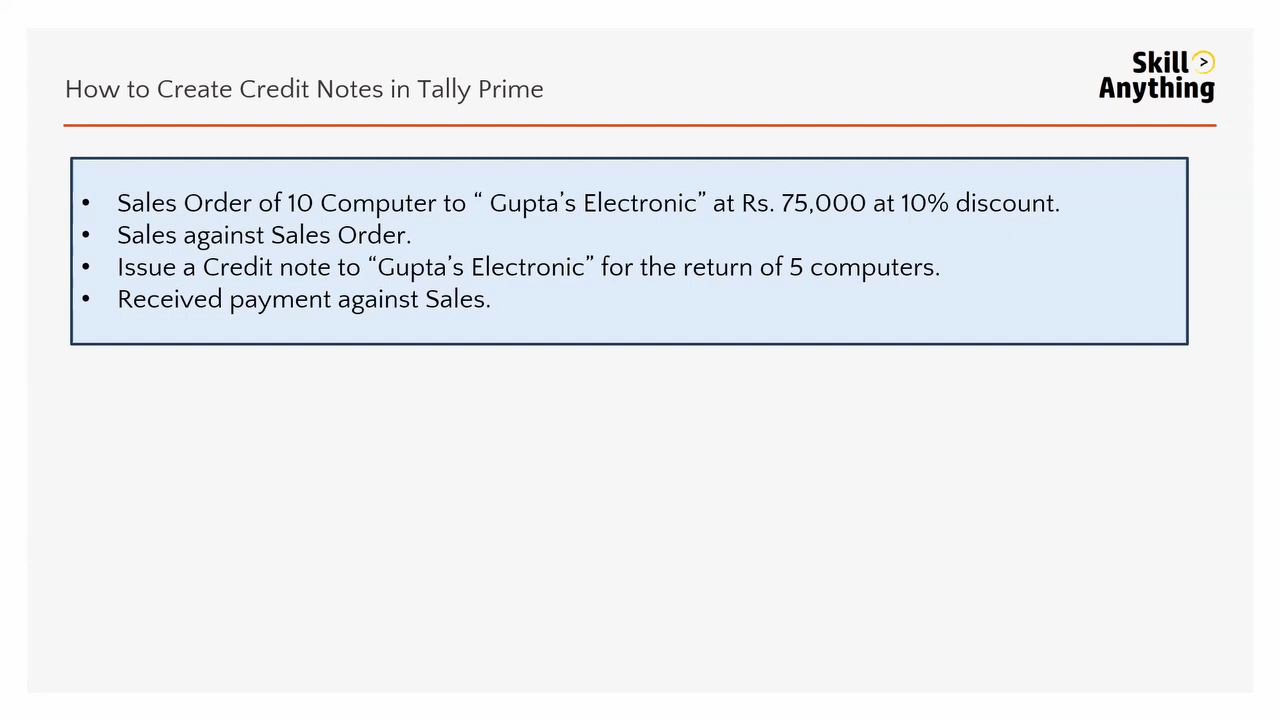 How to Create Credit Notes in Tally Prime
Skill >
Anything
• Sales Order of 10 Computer to “ Gupta’s Electronic” at Rs. 75,000 at 10% discount.
• Sales against Sales Order.
• Issue a Credit note to “Gupta’s Electronic” for the return of 5 computers.
• Received payment against Sales.